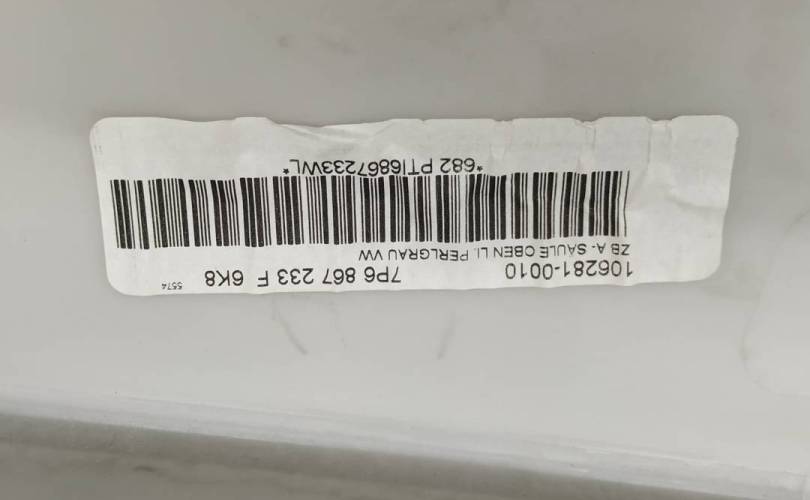 106281-0010 7P6 867 233 F 6K8 5574
ZB A- SAULE OBEN LI. PERLGRAU VW
*682 PTI6867233WL*